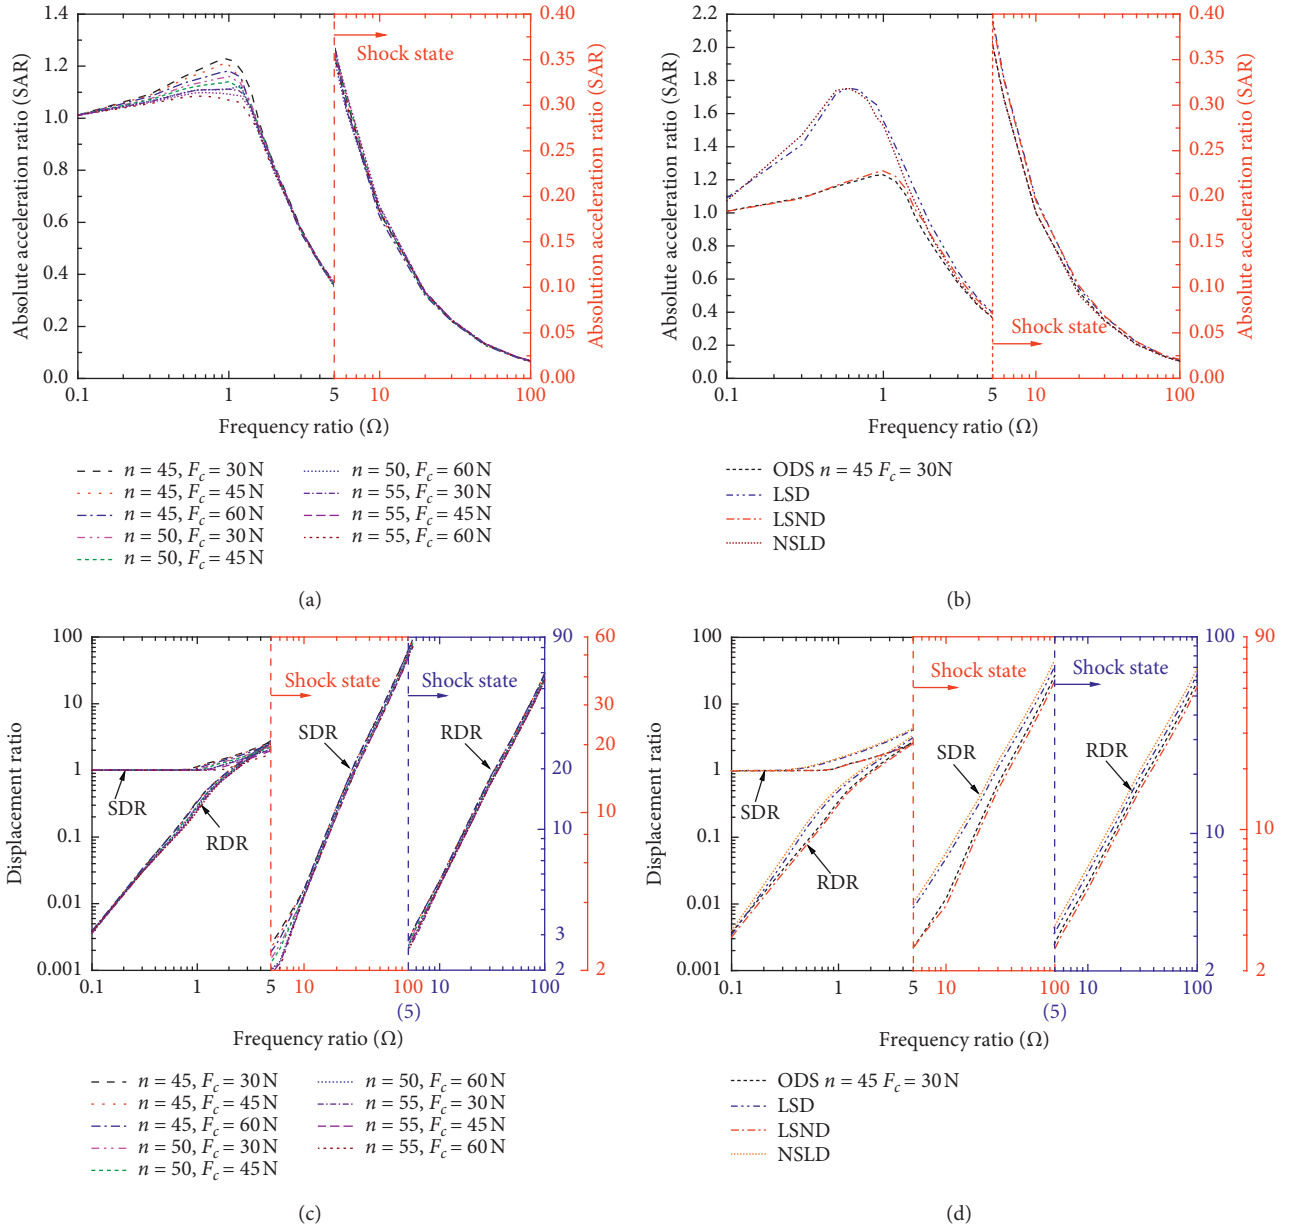 Absolute acceleration ratio (SAR)
1.4
1.2
1.0
0.8
0.6
0.4
0.2
0.0
Shock state
0.40
0.35
0.30
0.25
0.20
0.15
0.10
0.05
0.00
Absolution acceleration ratio (SAR)
0.1 1 5 10 100
Frequency ratio (Ω)
n = 45, Fc = 30 N
n = 45, Fc = 45 N
n = 45, Fc = 60 N
n = 50, Fc = 30 N
n = 50, Fc = 45 N
n = 50, Fc = 60 N
n = 55, Fc = 30 N
n = 55, Fc = 45 N
n = 55, Fc = 60 N
(a)
Absolute acceleration ratio (SAR)
2.2
2.0
1.8
1.6
1.4
1.2
1.0
0.8
0.6
0.4
0.2
0.0
Shock state
0.40
0.35
0.30
0.25
0.20
0.15
0.10
0.05
0.00
Absolute acceleration ratio (SAR)
0.1 1 5 10 100
Frequency ratio (Ω)
ODS n = 45 Fc = 30N
LSD
LSND
NSLD
(b)
Displacement ratio
100
10
1
0.1
0.01
0.001
SDR
RDR
Shock state
SDR
Shock state
RDR
90
20
10
3
2
60
40
30
20
10
2
0.1 1 5 10 100 10 100
(5)
Frequency ratio (Ω)
n = 45, Fc = 30 N
n = 45, Fc = 45 N
n = 45, Fc = 60 N
n = 50, Fc = 30 N
n = 50, Fc = 45 N
n = 50, Fc = 60 N
n = 55, Fc = 30 N
n = 55, Fc = 45 N
n = 55, Fc = 60 N
(c)
Displacement ratio
100
10
1
0.1
0.01
0.001
SDR
RDR
Shock state
SDR
Shock state
RDR
100
10
2
90
10
2
0.1 1 5 10 100 10 100
(5)
Frequency ratio (Ω)
ODS n = 45 Fc = 30N
LSD
LSND
NSLD
(d)